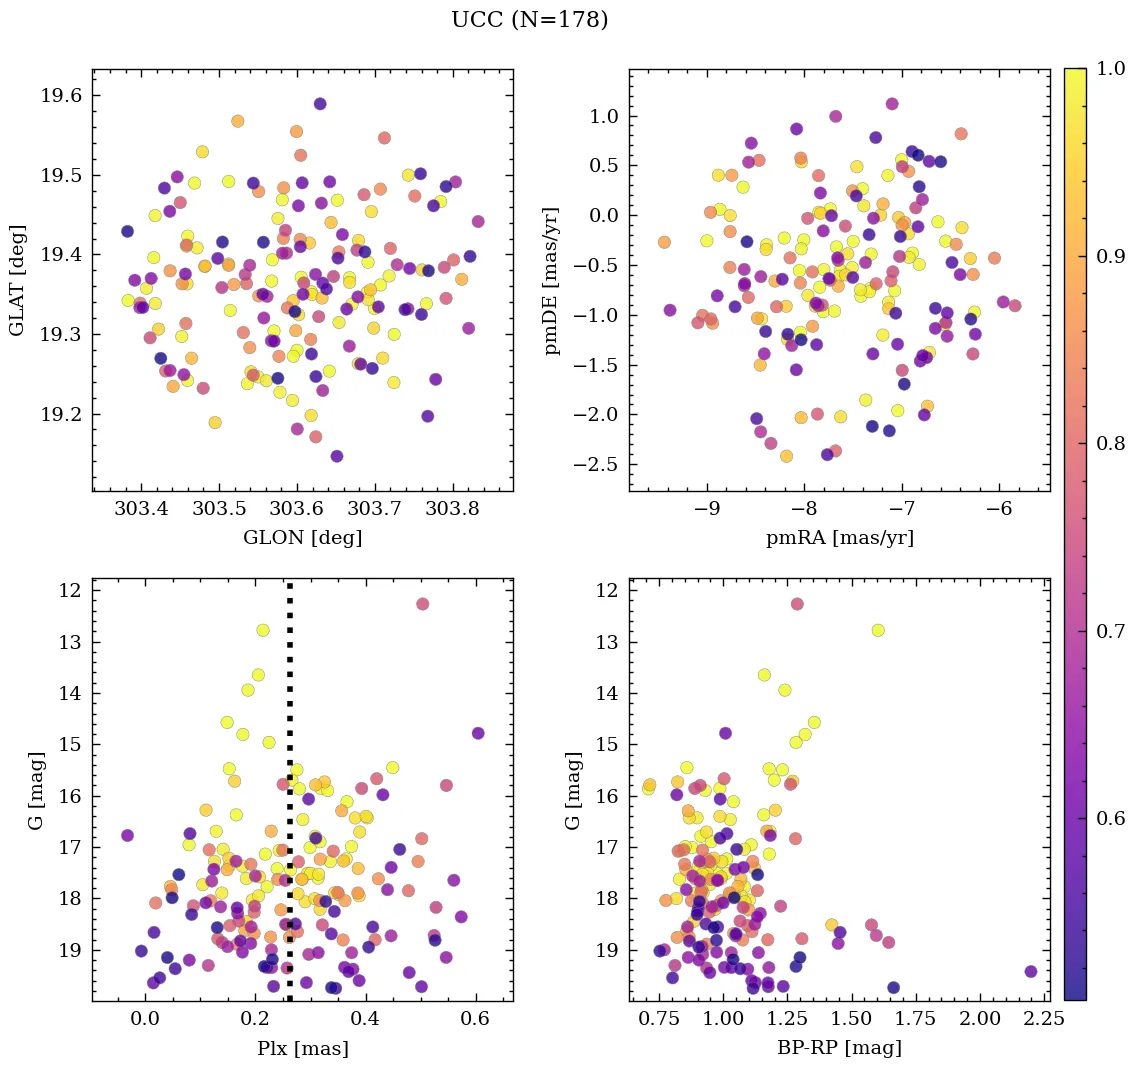 UCC (N=178)
19.6
19.5
19.4
19.3
19.2
GLAT [deg]
303.4 303.5 303.6 303.7 303.8
GLON [deg]
1.0
0.5
0.0
−0.5
−1.0
−1.5
−2.0
−2.5
pmDE [mas/yr]
−9 −8 −7 −6
pmRA [mas/yr]
1.0
0.9
0.8
0.7
0.6
12
13
14
15
16
17
18
19
G [mag]
0.0 0.2 0.4 0.6
Plx [mas]
12
13
14
15
16
17
18
19
G [mag]
0.75 1.00 1.25 1.50 1.75 2.00 2.25
BP-RP [mag]